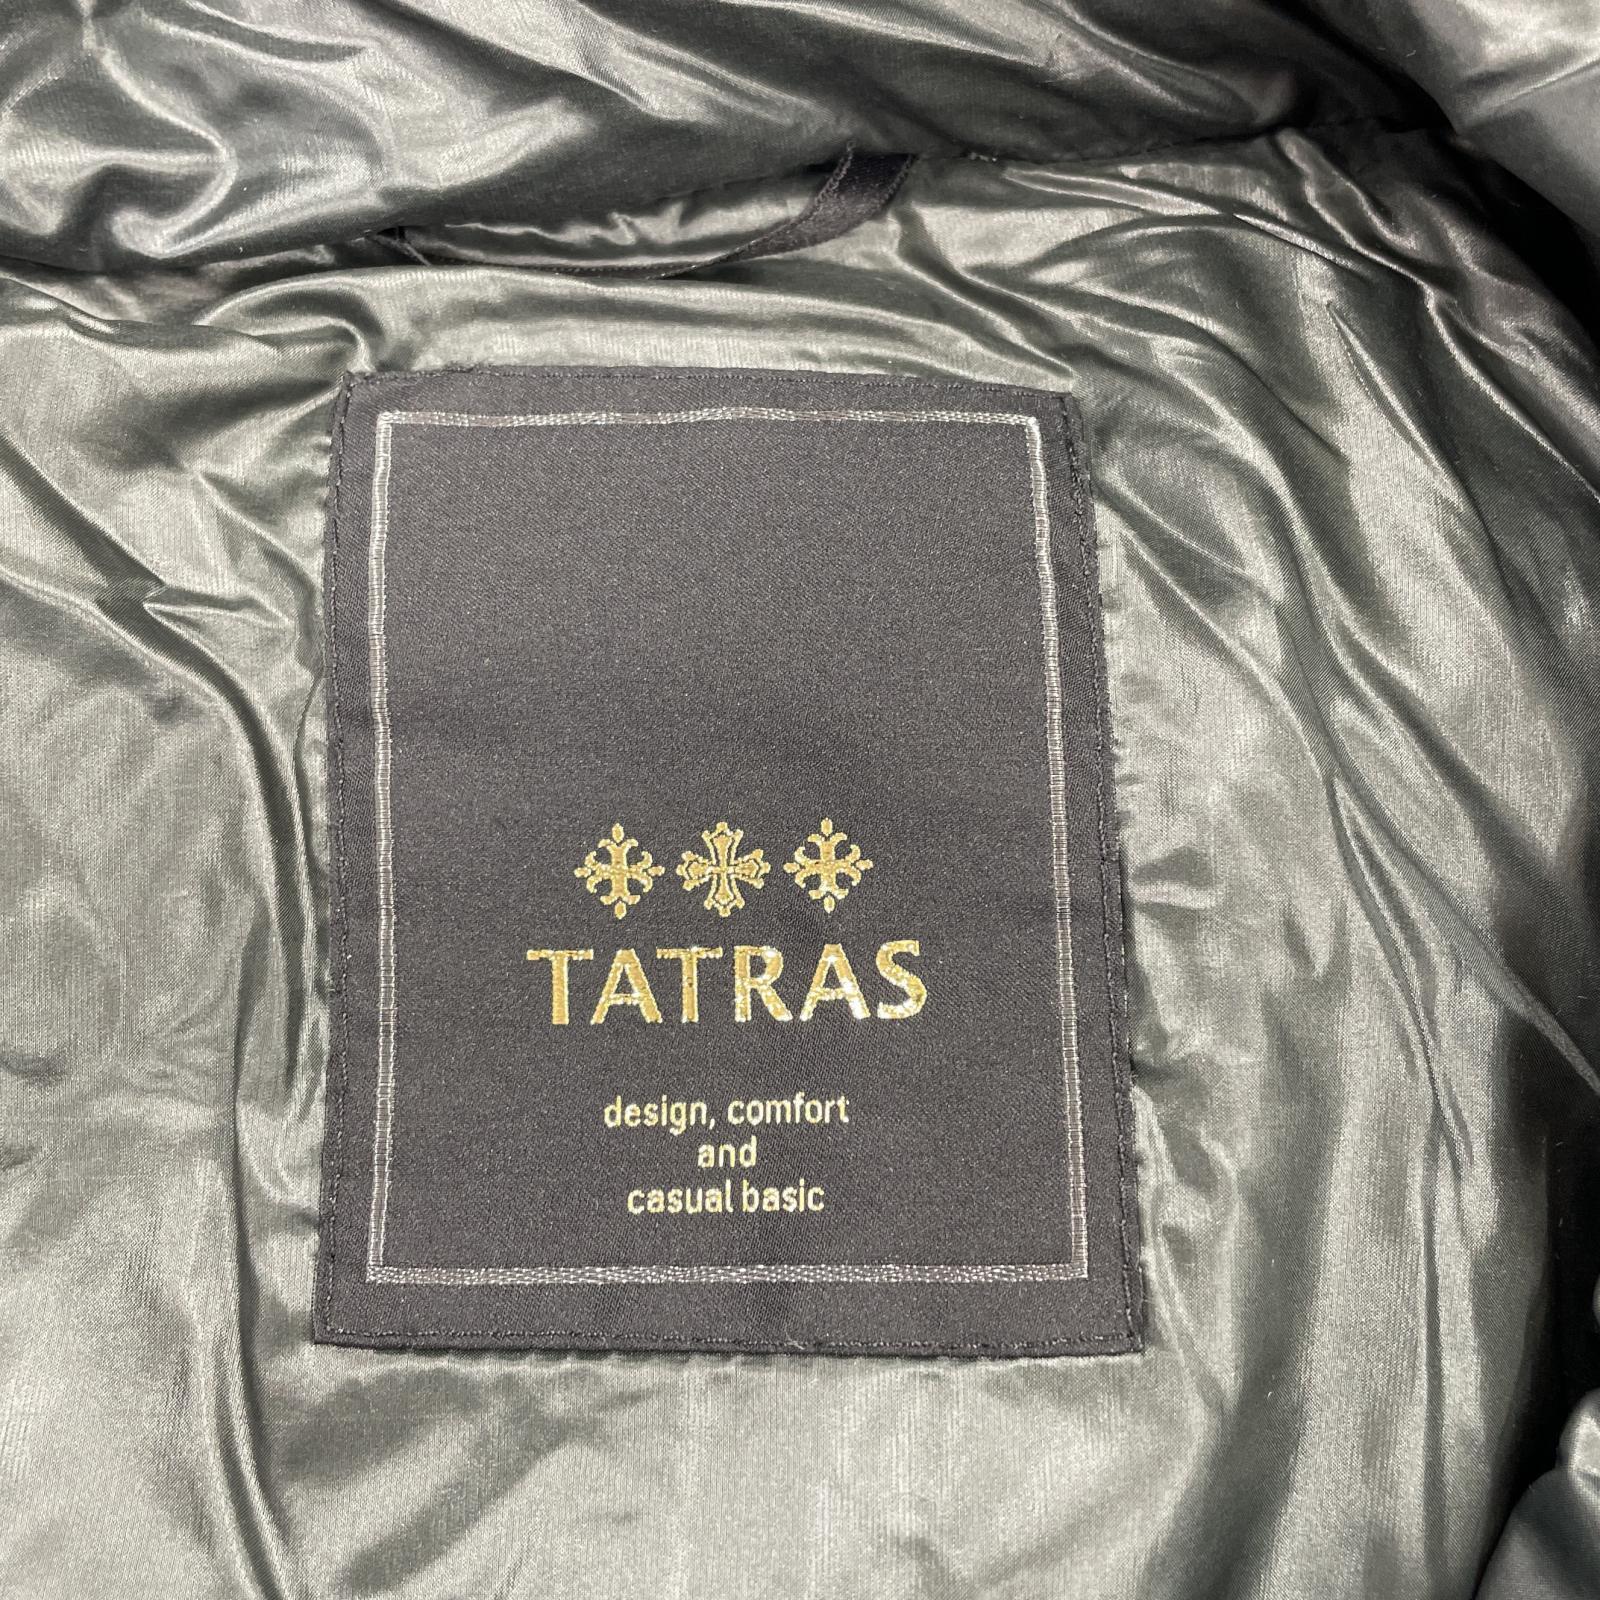 TATRAS
design, comfort
and
casual basic